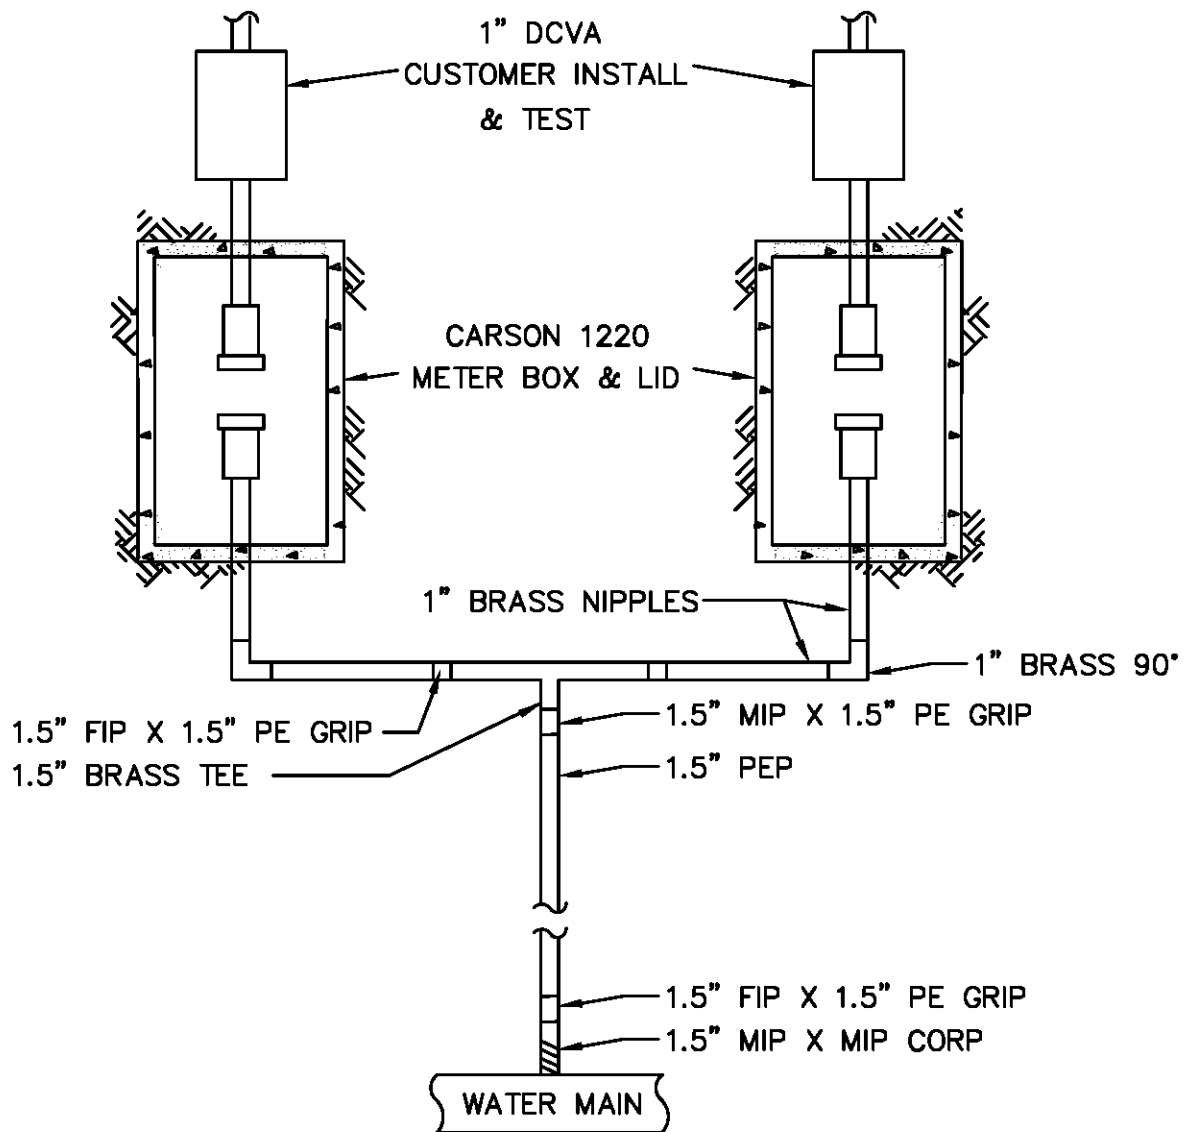 1" DCVA
CUSTOMER INSTALL
& TEST
CARSON 1220
METER BOX & LID
1" BRASS NIPPLES
1" BRASS 90°
1.5" FIP X 1.5" PE GRIP
1.5" BRASS TEE
1.5" MIP X 1.5" PE GRIP
1.5" PEP
1.5" FIP X 1.5" PE GRIP
1.5" MIP X MIP CORP
WATER MAIN